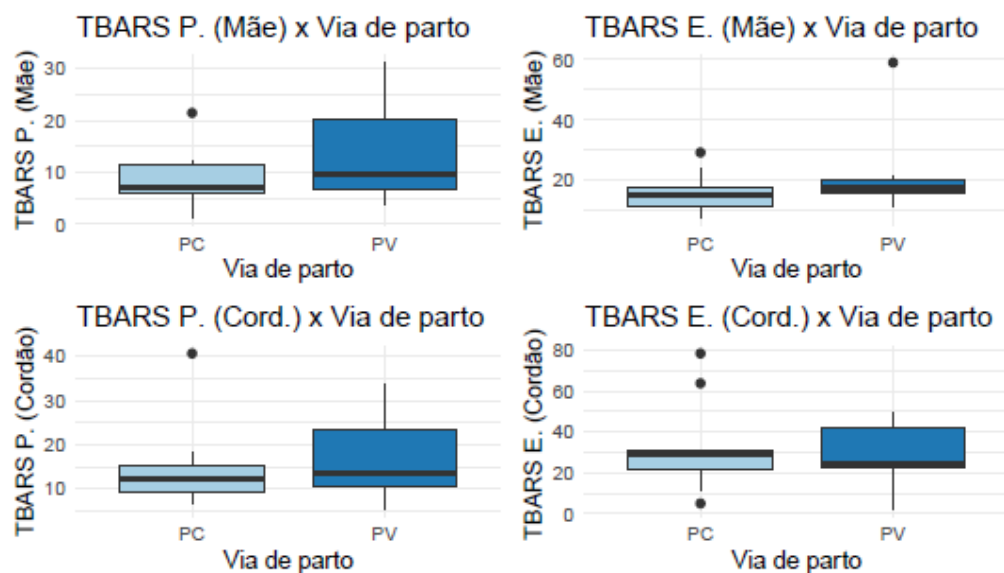 TBARS P. (Mãe) x Via de parto
TBARS P. (Mãe)
30
20
10
0
PC
PV
Via de parto
TBARS E. (Mãe) x Via de parto
TBARS E. (Mãe)
60
40
20
PC
PV
Via de parto
TBARS P. (Cord.) x Via de parto
TBARS P. (Cordão)
40
30
20
10
PC
PV
Via de parto
TBARS E. (Cord.) x Via de parto
TBARS E. (Cordão)
80
60
40
20
0
PC
PV
Via de parto